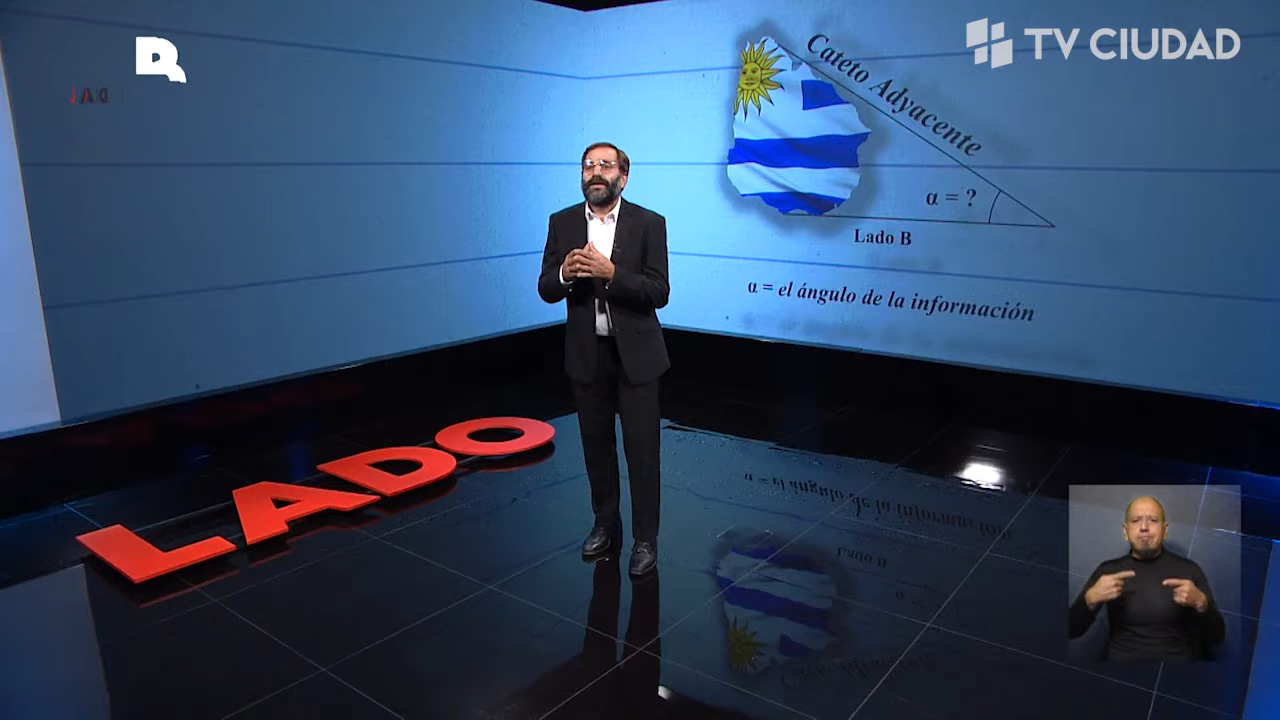 TV CIUDAD
Cateto Adyacente
α = ?
Lado B
α = el ángulo de la información
LADO